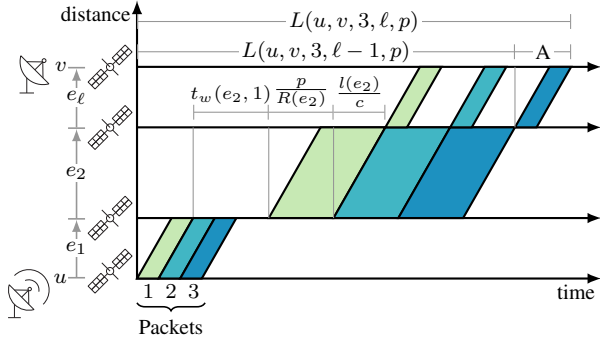 distance
L(u, v, 3, ℓ, p)
L(u, v, 3, ℓ−1, p)
A
v
e_ℓ
t_w(e_2, 1)
p/R(e_2)
l(e_2)/c
e_2
e_1
u
1 2 3
time
Packets